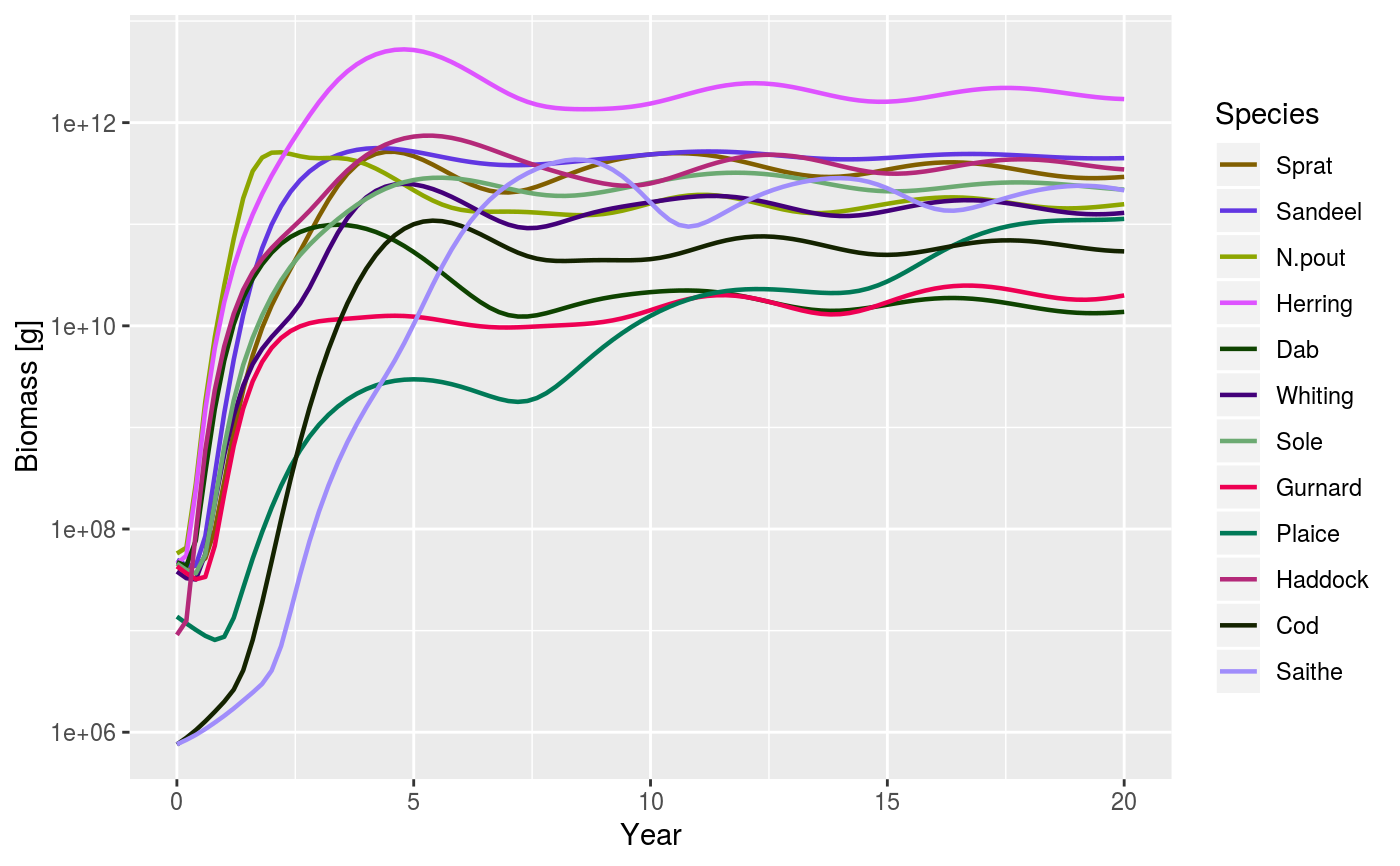 Biomass [g]
1e+12
1e+10
1e+08
1e+06
0 5 10 15 20
Year
Species
Sprat
Sandeel
N.pout
Herring
Dab
Whiting
Sole
Gurnard
Plaice
Haddock
Cod
Saithe